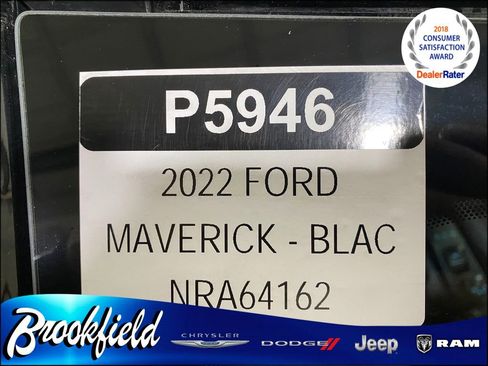 2018
CONSUMER
SATISFACTION
AWARD
DealerRater
P5946
2022 FORD
MAVERICK - BLAC
NRA64162
Brookfield
CHRYSLER
DODGE
Jeep
RAM